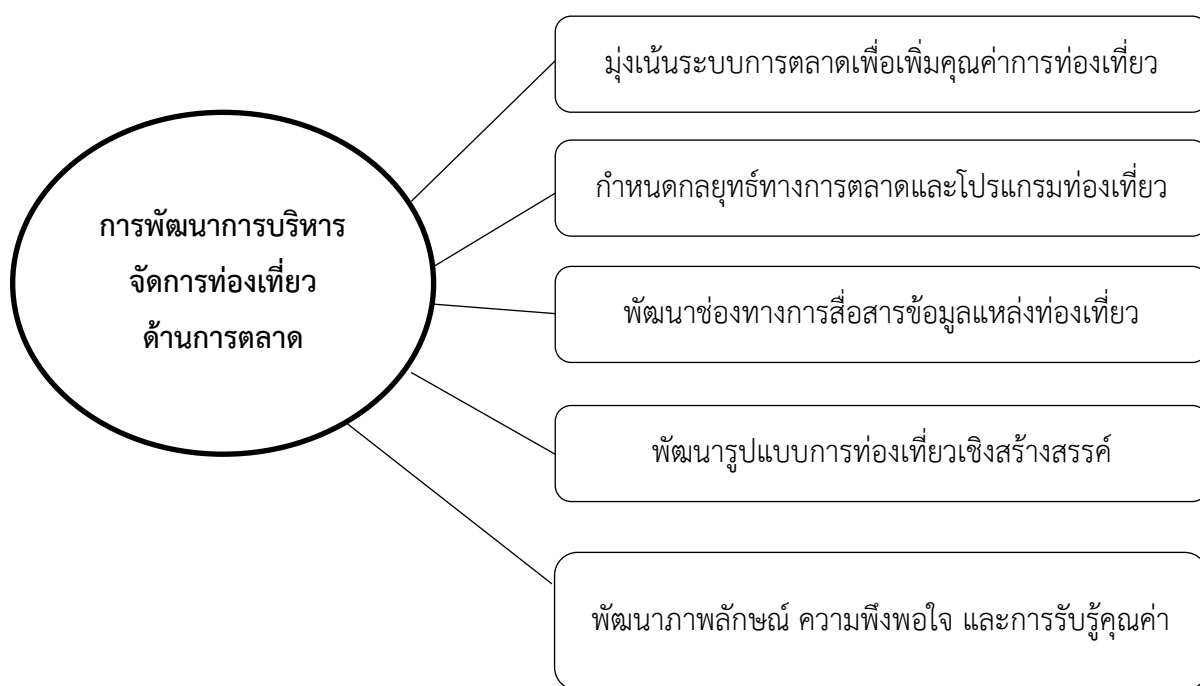 การพัฒนาการบริหาร
จัดการท่องเที่ยว
ด้านการตลาด
มุ่งเน้นระบบการตลาดเพื่อเพิ่มคุณค่าการท่องเที่ยว
กำหนดกลยุทธ์ทางการตลาดและโปรแกรมท่องเที่ยว
พัฒนาช่องทางการสื่อสารข้อมูลแหล่งท่องเที่ยว
พัฒนารูปแบบการท่องเที่ยวเชิงสร้างสรรค์
พัฒนาภาพลักษณ์ ความพึงพอใจ และการรับรู้คุณค่า